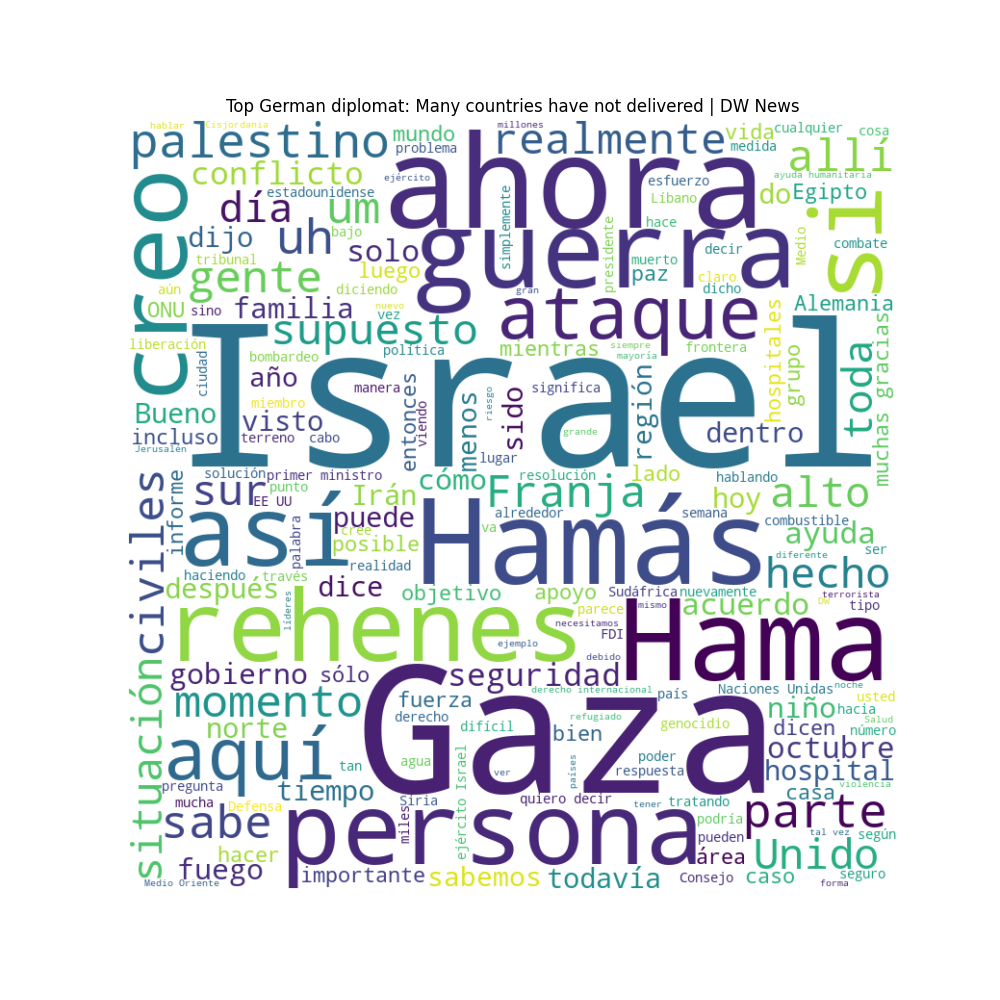 Top German diplomat: Many countries have not delivered | DW News
hablar Cisjordania millones
palestino mundo problema realmente vida cualquier cosa
medida
ahora allí
conflicto ejército ayuda humanitaria
estadounidense esfuerzo do Egipto
creo día um simplemente Líbano si
dijo uh bajo guerra hace presidente Medio combate
solo decir
tribunal luego paz muerto claro
gente diciendo gran dicho
aún
ONU sino familia vez nuevo ataque Alemania
liberación supuesto siempre
ciudad bombardeo política mientras mayoría frontera hospitales grupo muchas gracias
año manera Israel significa región toda
miembro riesgo
Bueno visto entonces viendo menos sido
incluso terreno cabo grande dentro
Jerusalén lugar
solución primer ministro cómo resolución lado hablando
sur punto Irán Franja hoy alto
EE UU
civiles informe así palabra puede alrededor semana combustible
cree va Hamás ayuda
posible diferente
realidad hecho ser
haciendo través
después dice objetivo apoyo Sudáfrica nuevamente
líderes rehenes parece mismo acuerdo DW terrorista tipo
necesitamos
FDI Hama
ejemplo
debido
gobierno sólo seguridad
situación derecho internacional país Naciones Unidas noche
momento fuerza Gaza niño hacia usted
derecho refugiado Salud
norte difícil bien genocidio dicen número
aquí octubre
tan agua ejército Israel ver países poder
pregunta respuesta hospital
tiempo casa violencia
mucha Defensa Siria quiero decir tener tratando
sabe miles persona podría parte
tal vez según
hacer pueden Unido
área
fuego importante sabemos todavía Consejo caso seguro
Medio Oriente forma